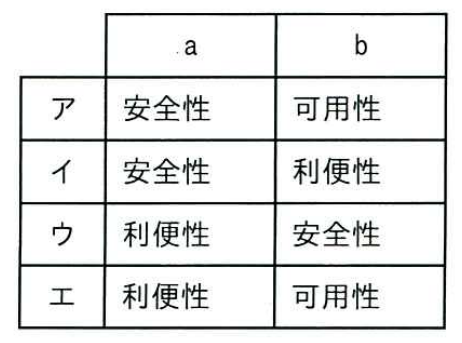 a b
ア 安全性 可用性
イ 安全性 利便性
ウ 利便性 安全性
エ 利便性 可用性